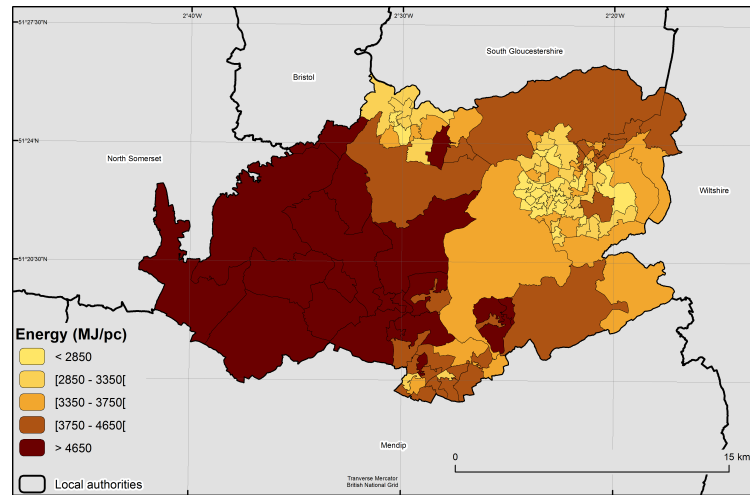 2°40'W
2°30'W
2°20'W
51°27'30"N
South Gloucestershire
Bristol
51°24'N
North Somerset
Wiltshire
51°20'30"N
Energy (MJ/pc)
< 2850
[2850 - 3350[
[3350 - 3750[
[3750 - 4650[
> 4650
Mendip
0
15 km
Local authorities
Tranverse Mercator
British National Grid